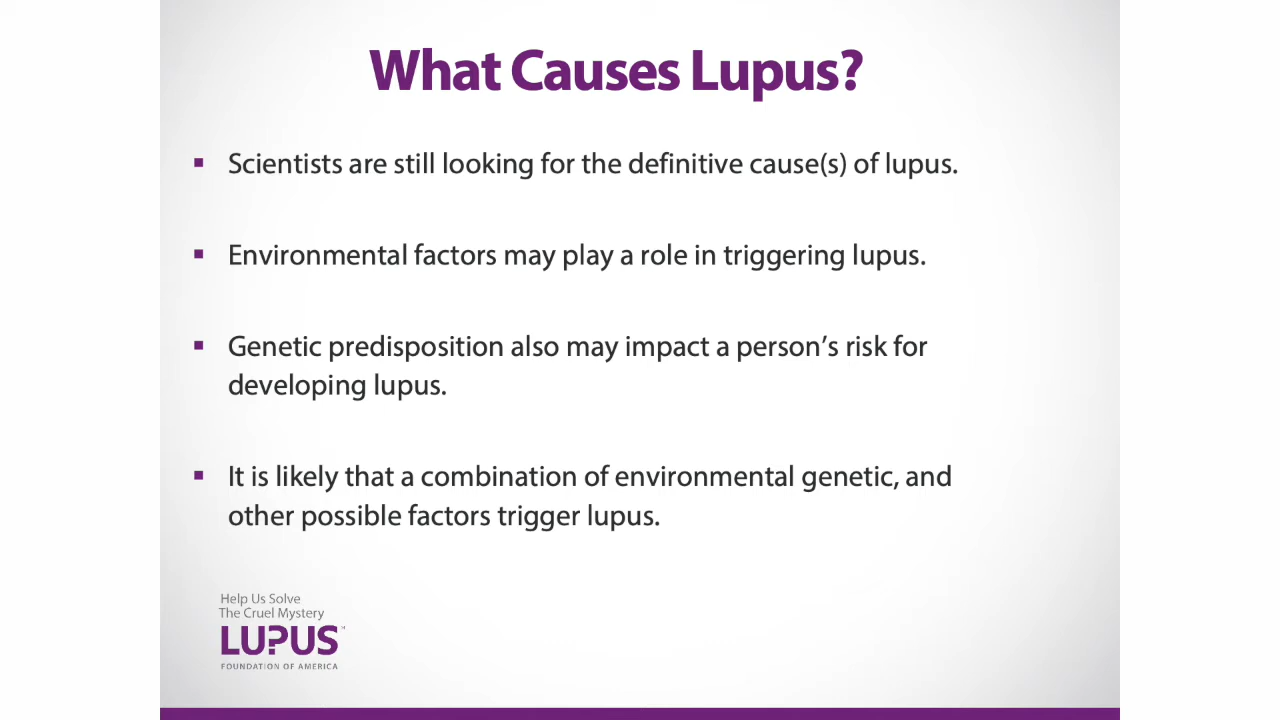 What Causes Lupus?
▪ Scientists are still looking for the definitive cause(s) of lupus.
▪ Environmental factors may play a role in triggering lupus.
▪ Genetic predisposition also may impact a person’s risk for
developing lupus.
▪ It is likely that a combination of environmental genetic, and
other possible factors trigger lupus.
Help Us Solve
The Cruel Mystery
LUPUS™
FOUNDATION OF AMERICA